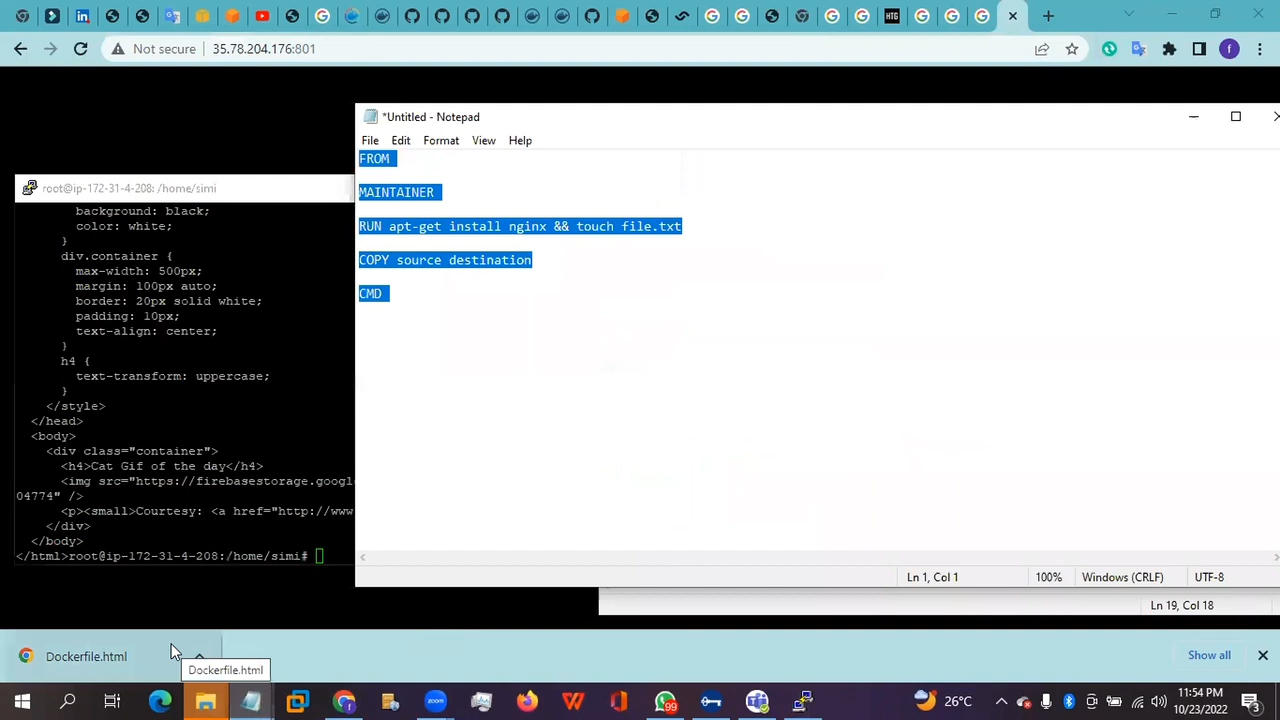 Not secure
35.78.204.176:801
f
HTG
*Untitled - Notepad
File Edit Format View Help
FROM
MAINTAINER
RUN apt-get install nginx && touch file.txt
COPY source destination
CMD
Ln 1, Col 1
100%
Windows (CRLF)
UTF-8
Ln 19, Col 18
root@ip-172-31-4-208: /home/simi
background: black;
color: white;
}
div.container {
max-width: 500px;
margin: 100px auto;
border: 20px solid white;
padding: 10px;
text-align: center;
}
h4 {
text-transform: uppercase;
}
</style>
</head>
<body>
<div class="container">
<h4>Cat Gif of the day</h4>
<img src="https://firebasestorage.googl
04774" />
<p><small>Courtesy: <a href="http://www
</div>
</body>
</html>root@ip-172-31-4-208:/home/simi#
Dockerfile.html
Dockerfile.html
Show all
zoom
99
26°C
11:54 PM
10/23/2022
3